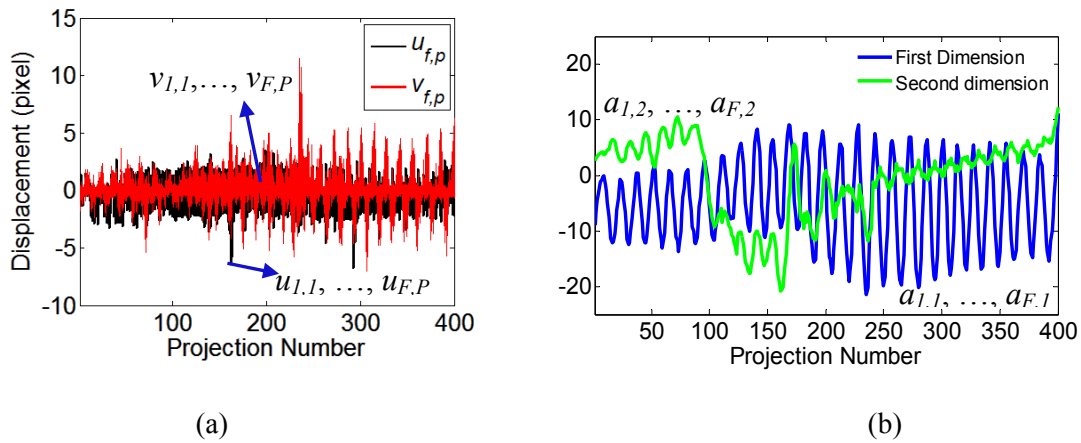 15
10
5
0
-5
-10
Displacement (pixel)
u_{f,p}
v_{f,p}
v_{1,1},..., v_{F,P}
u_{1,1}, ..., u_{F,P}
100 200 300 400
Projection Number
(a)
20
10
0
-10
-20
First Dimension
Second dimension
a_{1,2}, ..., a_{F,2}
a_{1,1}, ..., a_{F,1}
50 100 150 200 250 300 350 400
Projection Number
(b)